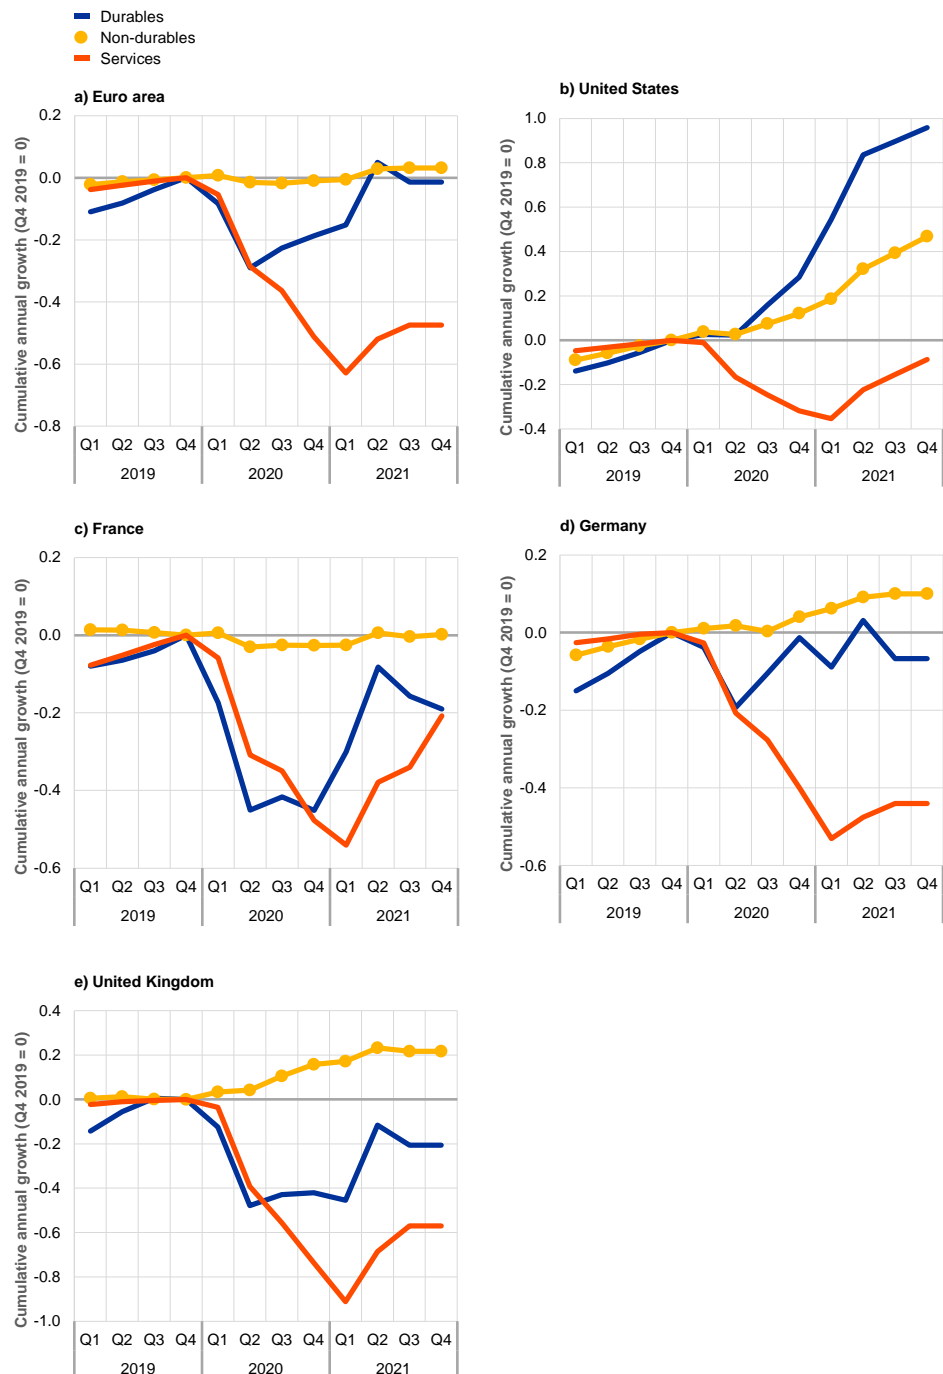 Durables
Non-durables
Services
a) Euro area
Cumulative annual growth (Q4 2019 = 0)
0.2
0.0
-0.2
-0.4
-0.6
-0.8
Q1 Q2 Q3 Q4 Q1 Q2 Q3 Q4 Q1 Q2 Q3 Q4
2019 2020 2021
b) United States
Cumulative annual growth (Q4 2019 = 0)
1.0
0.8
0.6
0.4
0.2
0.0
-0.2
-0.4
Q1 Q2 Q3 Q4 Q1 Q2 Q3 Q4 Q1 Q2 Q3 Q4
2019 2020 2021
c) France
Cumulative annual growth (Q4 2019 = 0)
0.2
0.0
-0.2
-0.4
-0.6
Q1 Q2 Q3 Q4 Q1 Q2 Q3 Q4 Q1 Q2 Q3 Q4
2019 2020 2021
d) Germany
Cumulative annual growth (Q4 2019 = 0)
0.2
0.0
-0.2
-0.4
-0.6
Q1 Q2 Q3 Q4 Q1 Q2 Q3 Q4 Q1 Q2 Q3 Q4
2019 2020 2021
e) United Kingdom
Cumulative annual growth (Q4 2019 = 0)
0.4
0.2
0.0
-0.2
-0.4
-0.6
-0.8
-1.0
Q1 Q2 Q3 Q4 Q1 Q2 Q3 Q4 Q1 Q2 Q3 Q4
2019 2020 2021